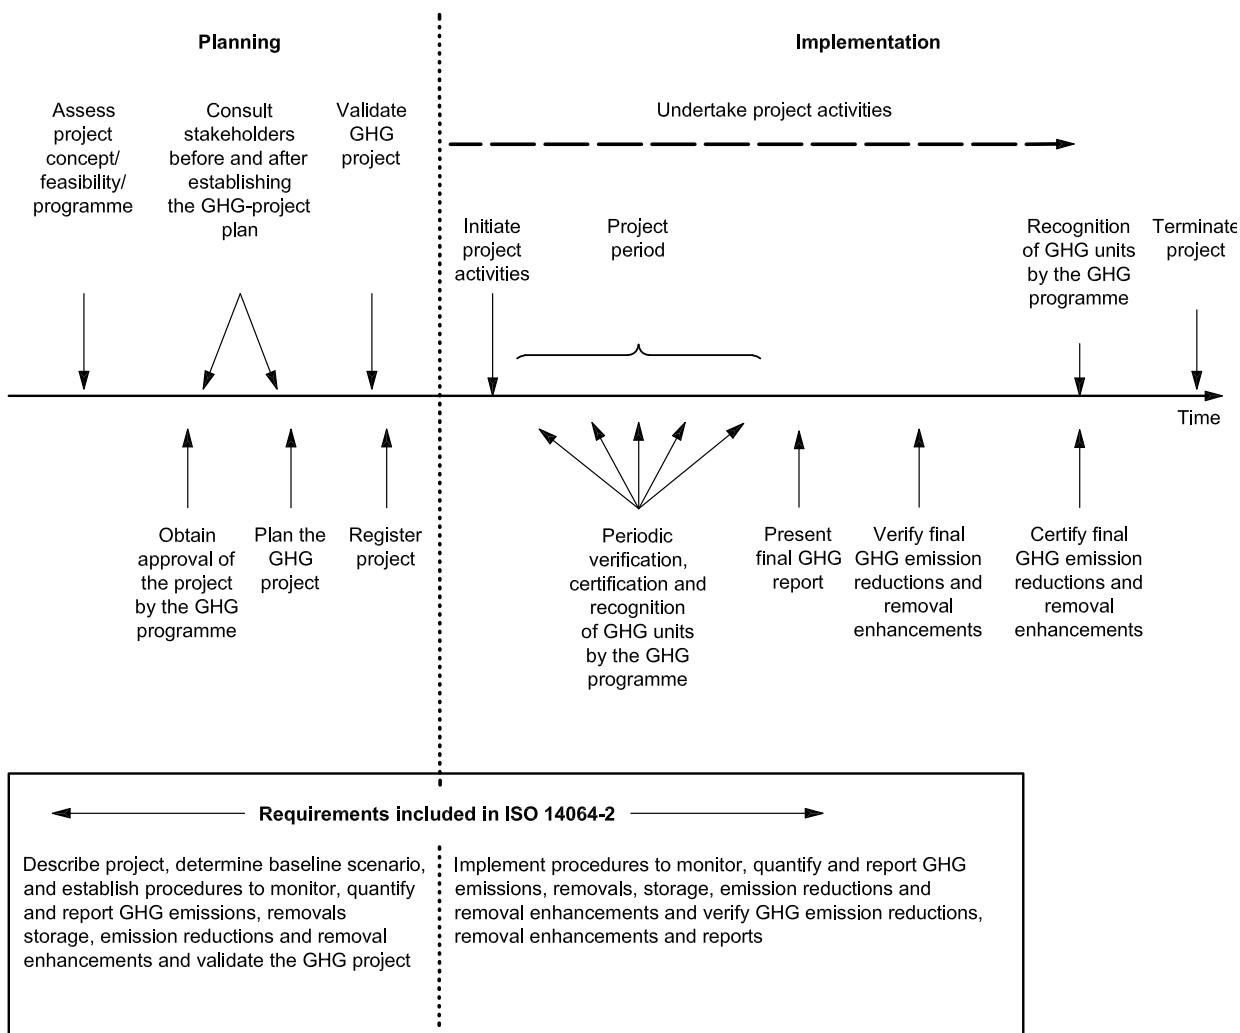 Planning
Implementation
Assess
project
concept/
feasibility/
programme
Consult
stakeholders
before and after
establishing
the GHG-project
plan
Validate
GHG
project
Undertake project activities
Initiate
project
activities
Project
period
Recognition
of GHG units
by the GHG
programme
Terminate
project
Time
Obtain
approval of
the project
by the GHG
programme
Plan the
GHG
project
Register
project
Periodic
verification,
certification and
recognition
of GHG units
by the GHG
programme
Present
final GHG
report
Verify final
GHG emission
reductions and
removal
enhancements
Certify final
GHG emission
reductions and
removal
enhancements
Requirements included in ISO 14064-2
Describe project, determine baseline scenario,
and establish procedures to monitor, quantify
and report GHG emissions, removals
storage, emission reductions and removal
enhancements and validate the GHG project
Implement procedures to monitor, quantify and report GHG
emissions, removals, storage, emission reductions and
removal enhancements and verify GHG emission reductions,
removal enhancements and reports